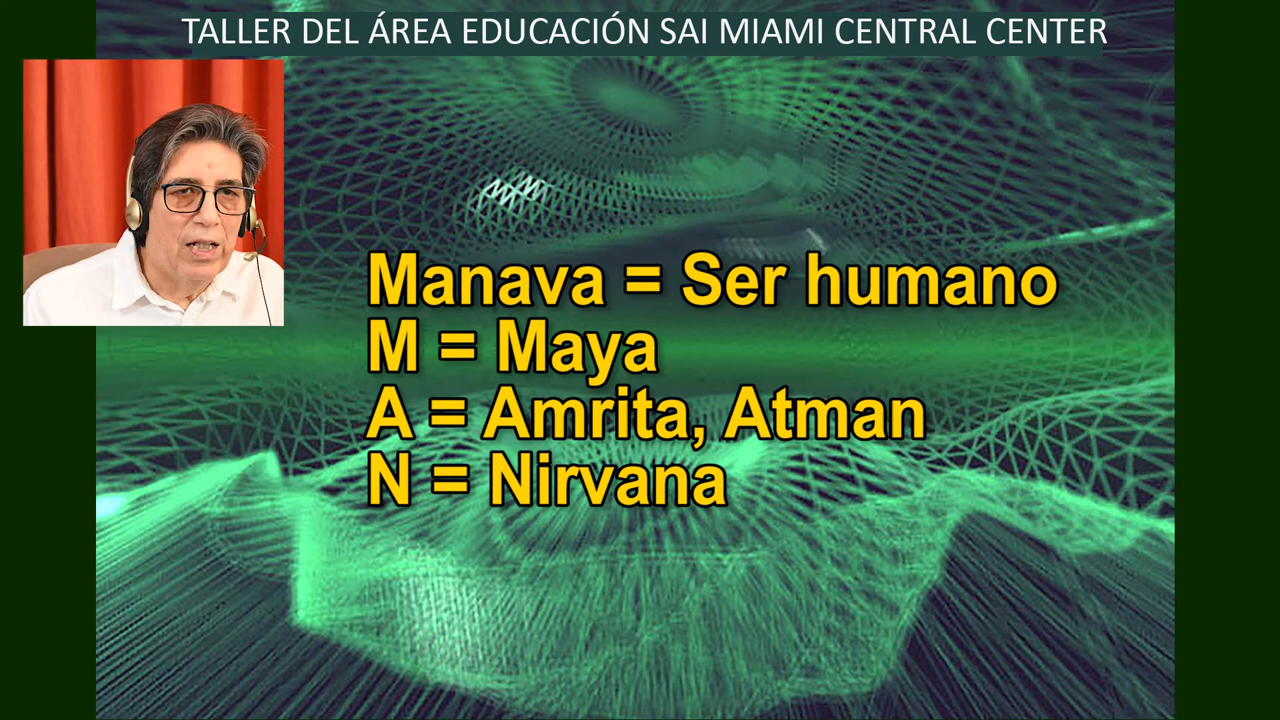 TALLER DEL ÁREA EDUCACIÓN SAI MIAMI CENTRAL CENTER
Manava = Ser humano
M = Maya
A = Amrita, Atman
N = Nirvana